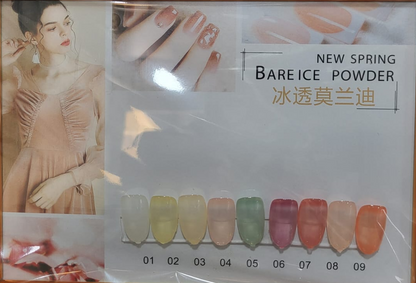 NEW SPRING
BARE ICE POWDER
冰透莫兰迪
01 02 03 04 05 06 07 08 09